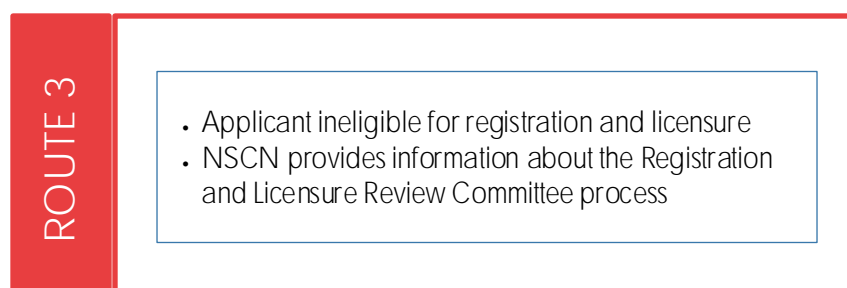 ROUTE 3
• Applicant ineligible for registration and licensure
• NSCN provides information about the Registration
and Licensure Review Committee process